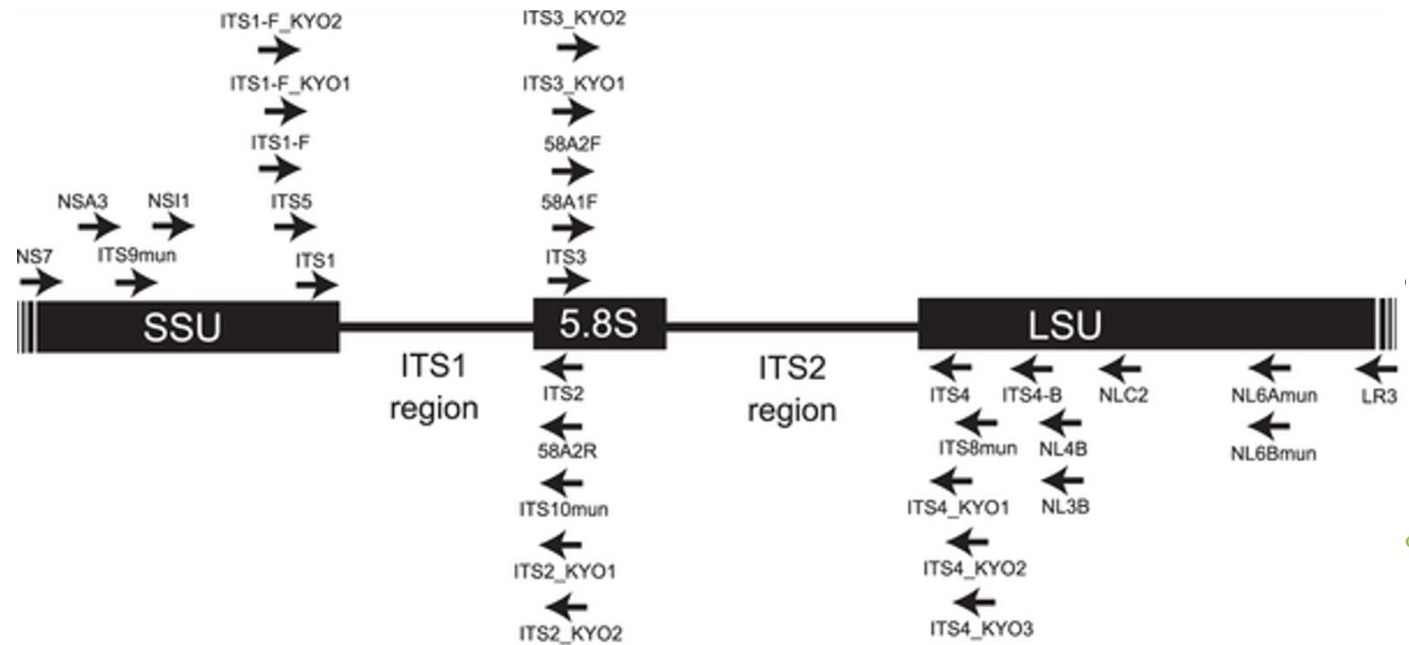 ITS1-F_KYO2
ITS3_KYO2
ITS1-F_KYO1
ITS3_KYO1
ITS1-F
58A2F
NSA3
NSI1
ITS5
58A1F
NS7
ITS9mun
ITS1
ITS3
SSU
5.8S
LSU
ITS1
region
ITS2
region
ITS2
ITS4
ITS4-B
NLC2
NL6Amun
LR3
58A2R
ITS8mun
NL4B
NL6Bmun
ITS10mun
ITS4_KYO1
NL3B
ITS2_KYO1
ITS4_KYO2
ITS2_KYO2
ITS4_KYO3